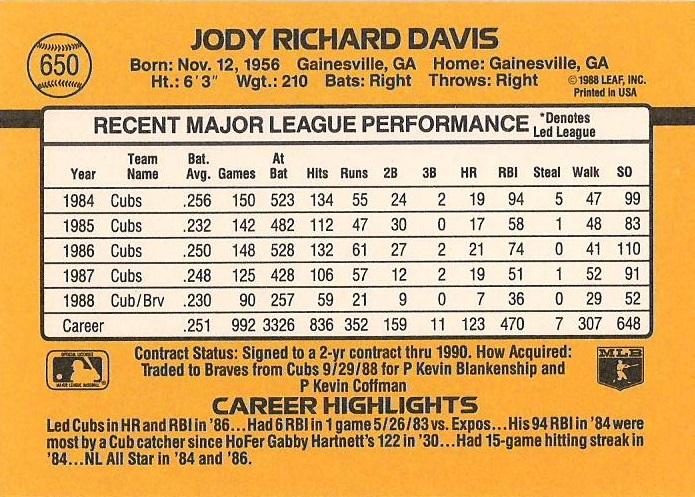 JODY RICHARD DAVIS
650
Born: Nov. 12, 1956 Gainesville, GA Home: Gainesville, GA
Ht.: 6'3" Wgt.: 210 Bats: Right Throws: Right
©1988 LEAF, INC.
Printed in USA
RECENT MAJOR LEAGUE PERFORMANCE *Denotes Led League
Year Team Name Bat. Avg. Games At Bat Hits Runs 2B 3B HR RBI Steal Walk SO
1984 Cubs .256 150 523 134 55 24 2 19 94 5 47 99
1985 Cubs .232 142 482 112 47 30 0 17 58 1 48 83
1986 Cubs .250 148 528 132 61 27 2 21 74 0 41 110
1987 Cubs .248 125 428 106 57 12 2 19 51 1 52 91
1988 Cub/Brv .230 90 257 59 21 9 0 7 36 0 29 52
Career .251 992 3326 836 352 159 11 123 470 7 307 648
OFFICIAL LICENSEE
MAJOR LEAGUE BASEBALL
Contract Status: Signed to a 2-yr contract thru 1990. How Acquired:
Traded to Braves from Cubs 9/29/88 for P Kevin Blankenship and
P Kevin Coffman
MLB
CAREER HIGHLIGHTS
Led Cubs in HR and RBI in '86...Had 6 RBI in 1 game 5/26/83 vs. Expos...His 94 RBI in '84 were
most by a Cub catcher since HoFer Gabby Hartnett's 122 in '30...Had 15-game hitting streak in
'84...NL All Star in '84 and '86.